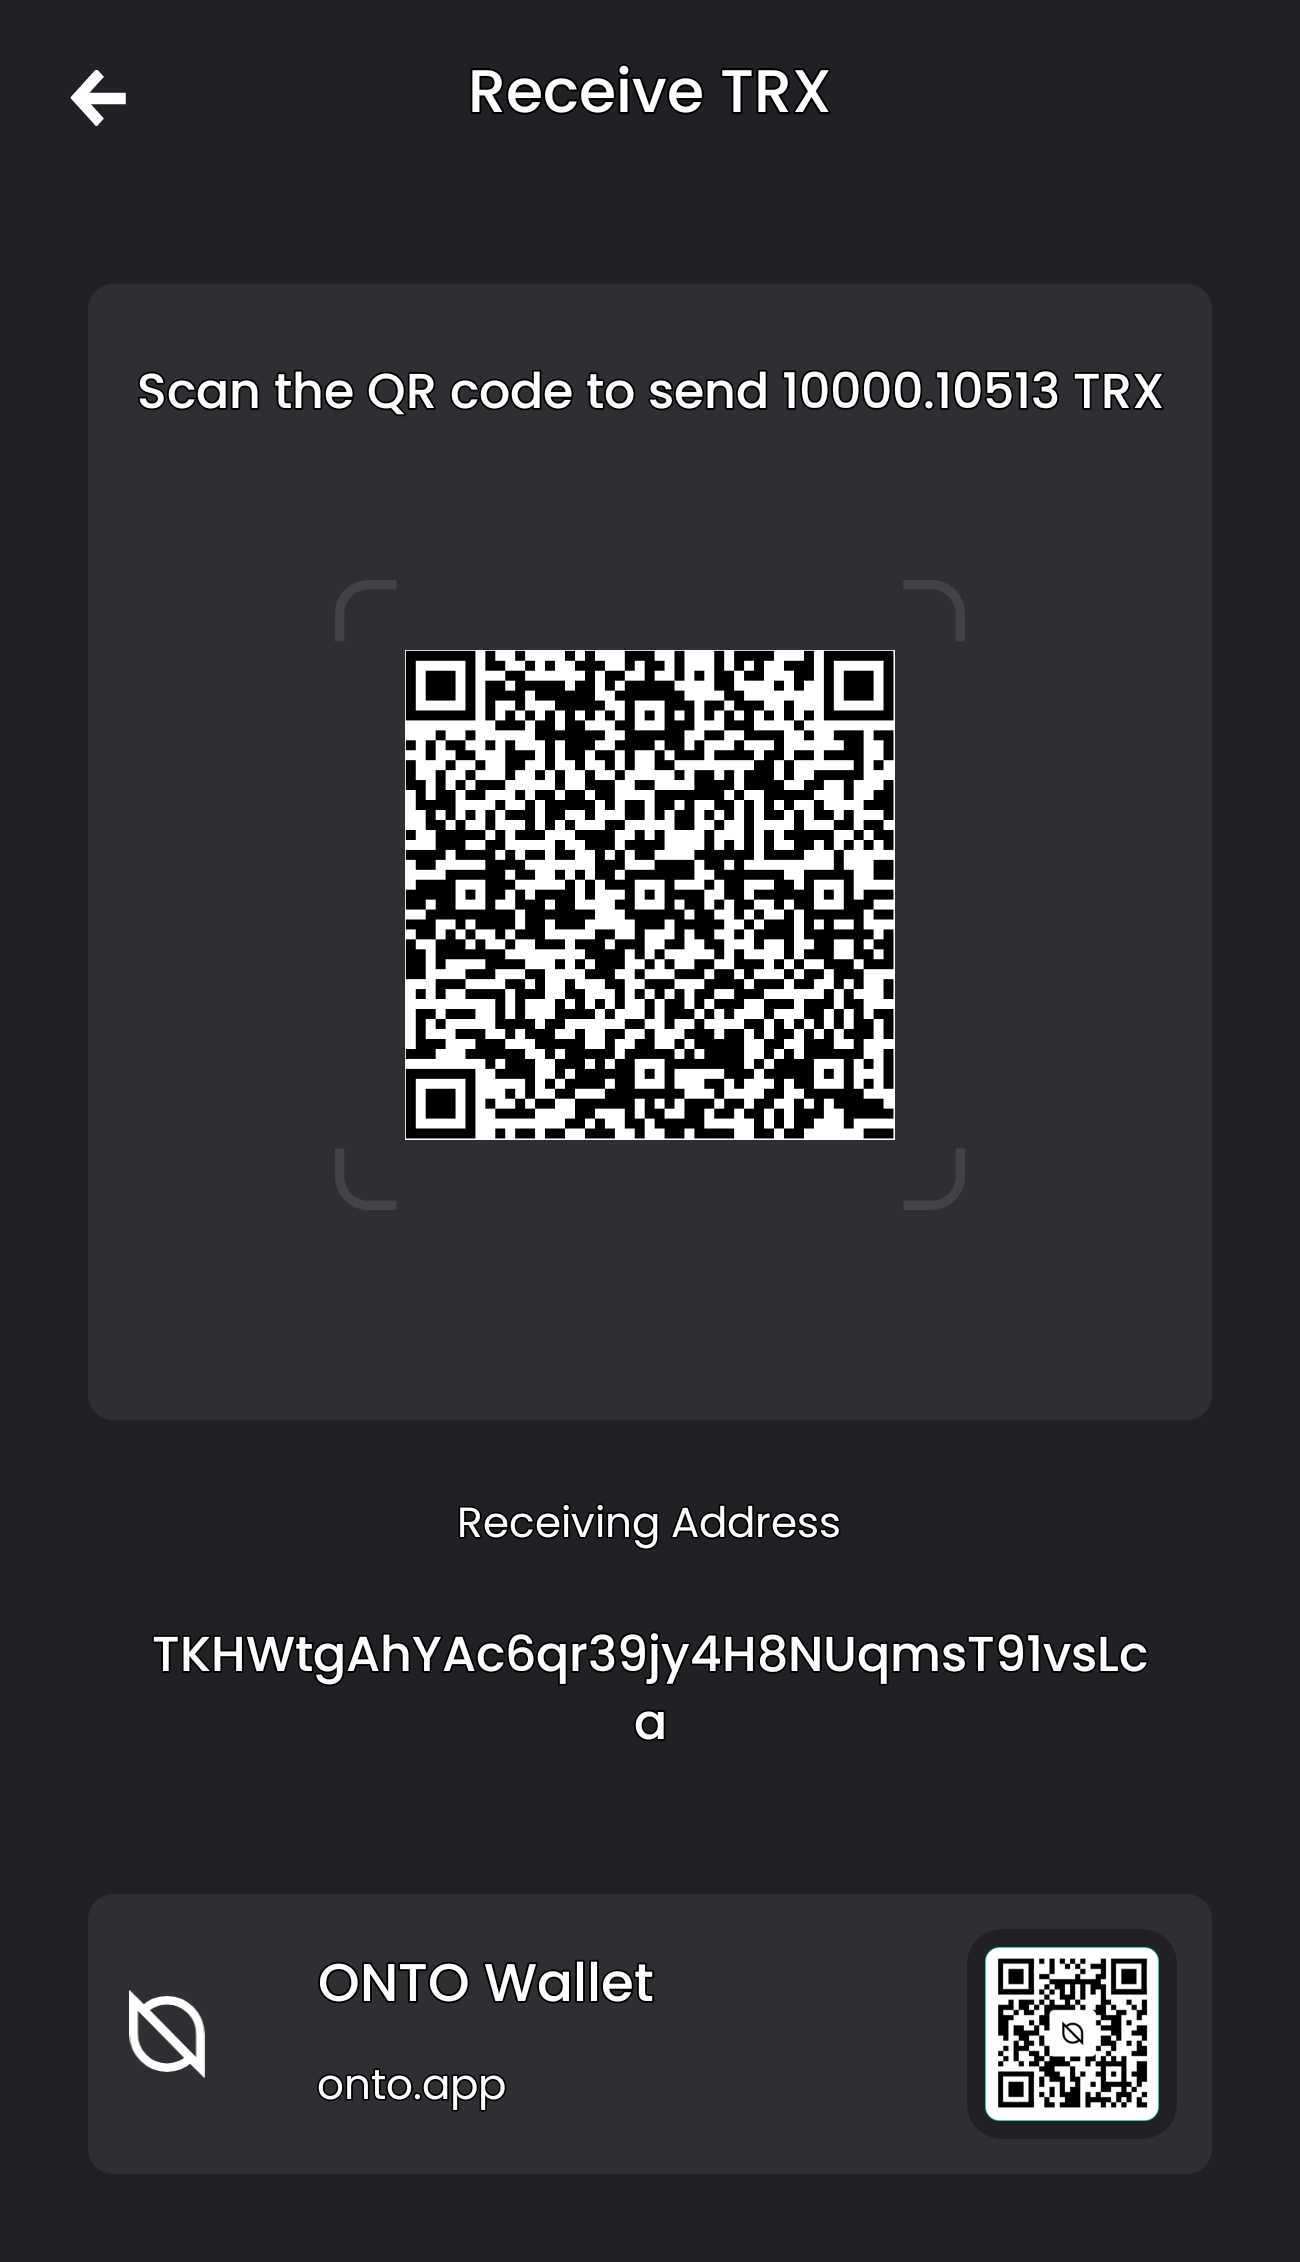 Receive TRX
Scan the QR code to send 10000.10513 TRX
Receiving Address
TKHWtgAhYAc6qr39jy4H8NUqmsT91vsLc
a
ONTO Wallet
onto.app